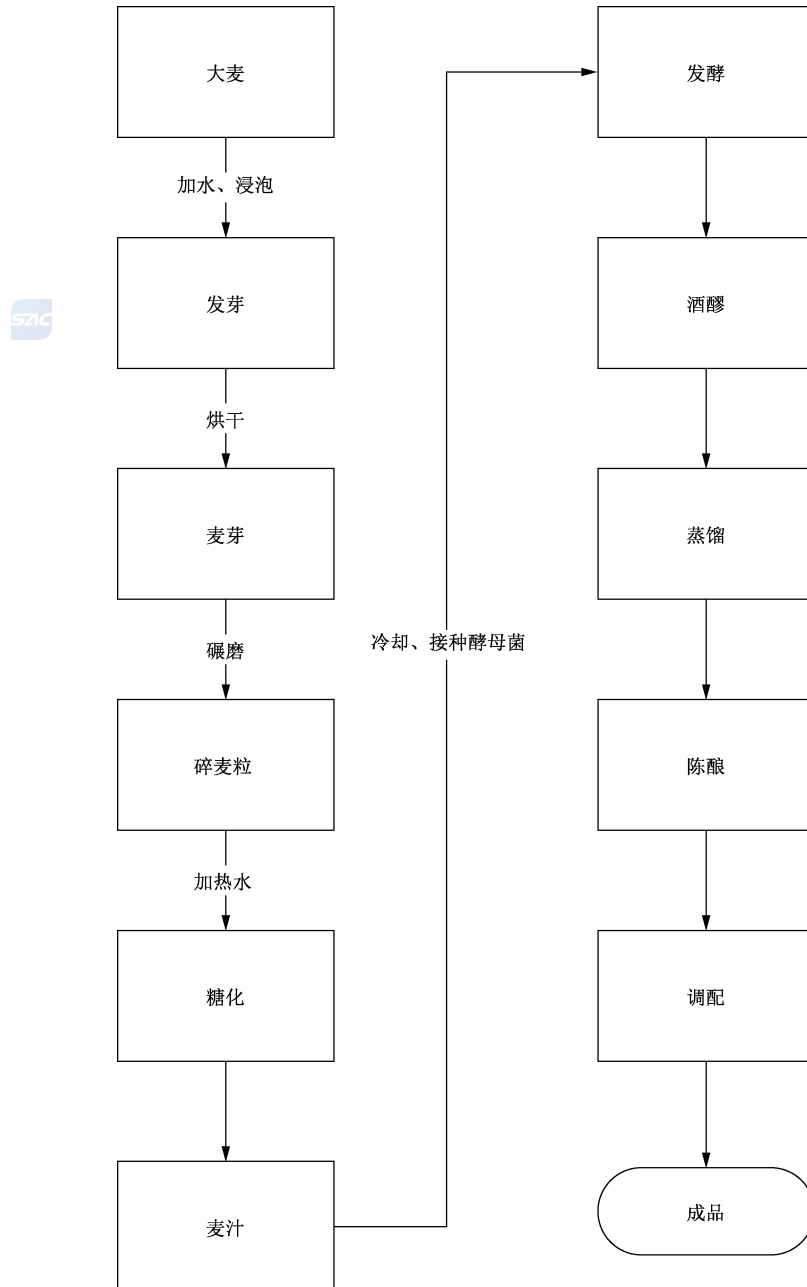 大麦
加水、浸泡
发芽
烘干
麦芽
碾磨
碎麦粒
加热水
糖化
麦汁
冷却、接种酵母菌
发酵
酒醪
蒸馏
陈酿
调配
成品
SAC